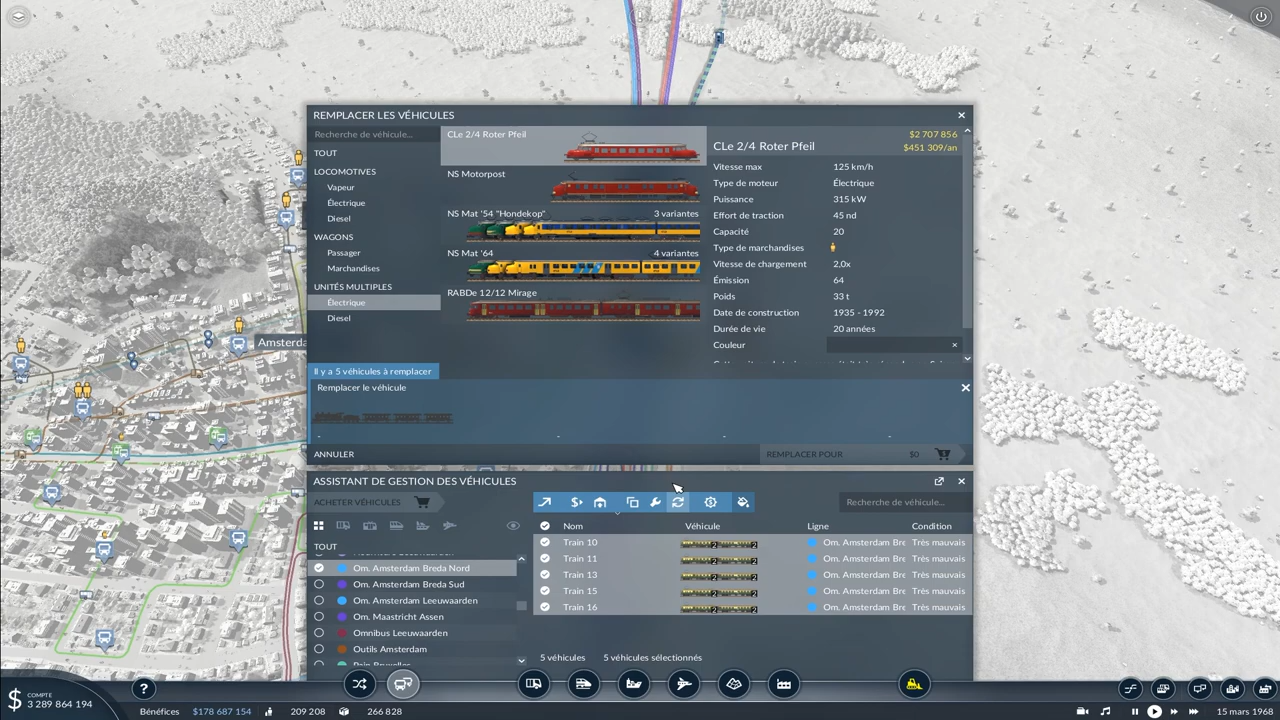 REMPLACER LES VÉHICULES
Recherche de véhicule...
TOUT
LOCOMOTIVES
Vapeur
Électrique
Diesel
WAGONS
Passager
Marchandises
UNITÉS MULTIPLES
Électrique
Diesel
CLe 2/4 Roter Pfeil
NS Motorpost
NS Mat '54 "Hondekop" 3 variantes
NS Mat '64 4 variantes
RABDe 12/12 Mirage
$2 707 856
CLe 2/4 Roter Pfeil
$451 309/an
Vitesse max 125 km/h
Type de moteur Électrique
Puissance 315 kW
Effort de traction 45 nd
Capacité 20
Type de marchandises
Vitesse de chargement 2,0x
Émission 64
Poids 33 t
Date de construction 1935 - 1992
Durée de vie 20 années
Couleur
Amsterda
Il y a 5 véhicules à remplacer
Remplacer le véhicule
- - - -
ANNULER
REMPLACER POUR $0
ASSISTANT DE GESTION DES VÉHICULES
ACHETER VÉHICULES
Recherche de véhicule...
TOUT
Om. Amsterdam Breda Nord
Om. Amsterdam Breda Sud
Om. Amsterdam Leeuwaarden
Om. Maastricht Assen
Omnibus Leeuwaarden
Outils Amsterdam
Nom Véhicule Ligne Condition
Train 10 Om. Amsterdam Bre Très mauvais
Train 11 Om. Amsterdam Bre Très mauvais
Train 13 Om. Amsterdam Bre Très mauvais
Train 15 Om. Amsterdam Bre Très mauvais
Train 16 Om. Amsterdam Bre Très mauvais
5 véhicules 5 véhicules sélectionnés
$ COMPTE
3 289 864 194
?
Bénéfices $178 687 154 209 208 266 828
15 mars 1968